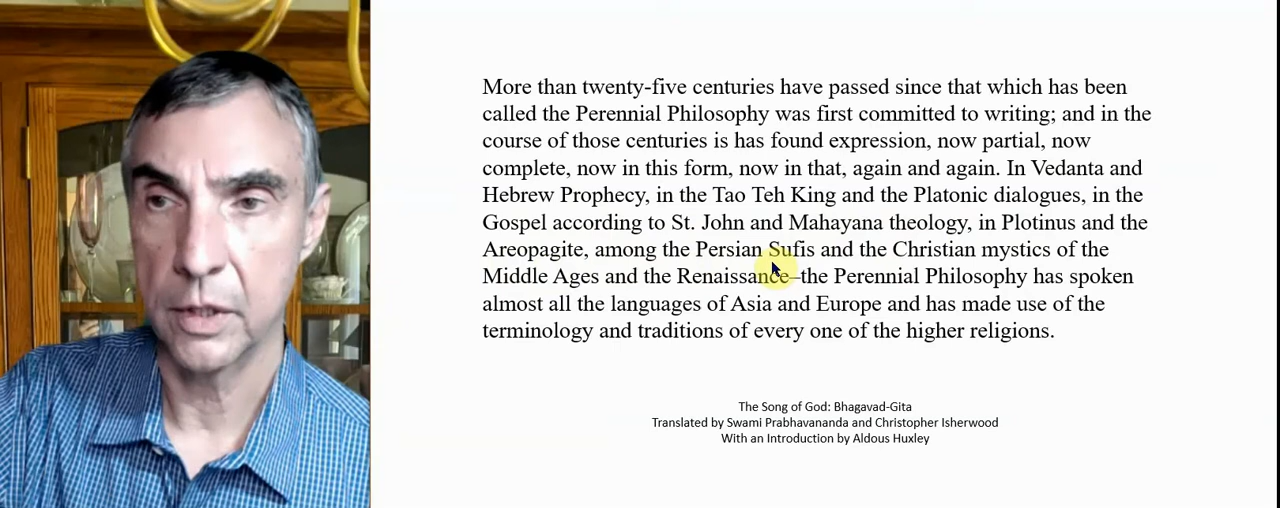 More than twenty-five centuries have passed since that which has been
called the Perennial Philosophy was first committed to writing; and in the
course of those centuries is has found expression, now partial, now
complete, now in this form, now in that, again and again. In Vedanta and
Hebrew Prophecy, in the Tao Teh King and the Platonic dialogues, in the
Gospel according to St. John and Mahayana theology, in Plotinus and the
Areopagite, among the Persian Sufis and the Christian mystics of the
Middle Ages and the Renaissance–the Perennial Philosophy has spoken
almost all the languages of Asia and Europe and has made use of the
terminology and traditions of every one of the higher religions.
The Song of God: Bhagavad-Gita
Translated by Swami Prabhavananda and Christopher Isherwood
With an Introduction by Aldous Huxley